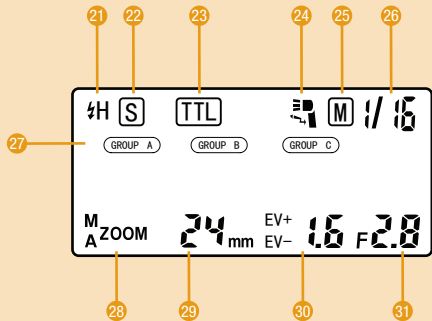 21 22 23 24 25 26
⚡H S TTL M 1/16
27 GROUP A GROUP B GROUP C
M
A ZOOM 24 mm EV+
EV− 1.6 F2.8
28 29 30 31